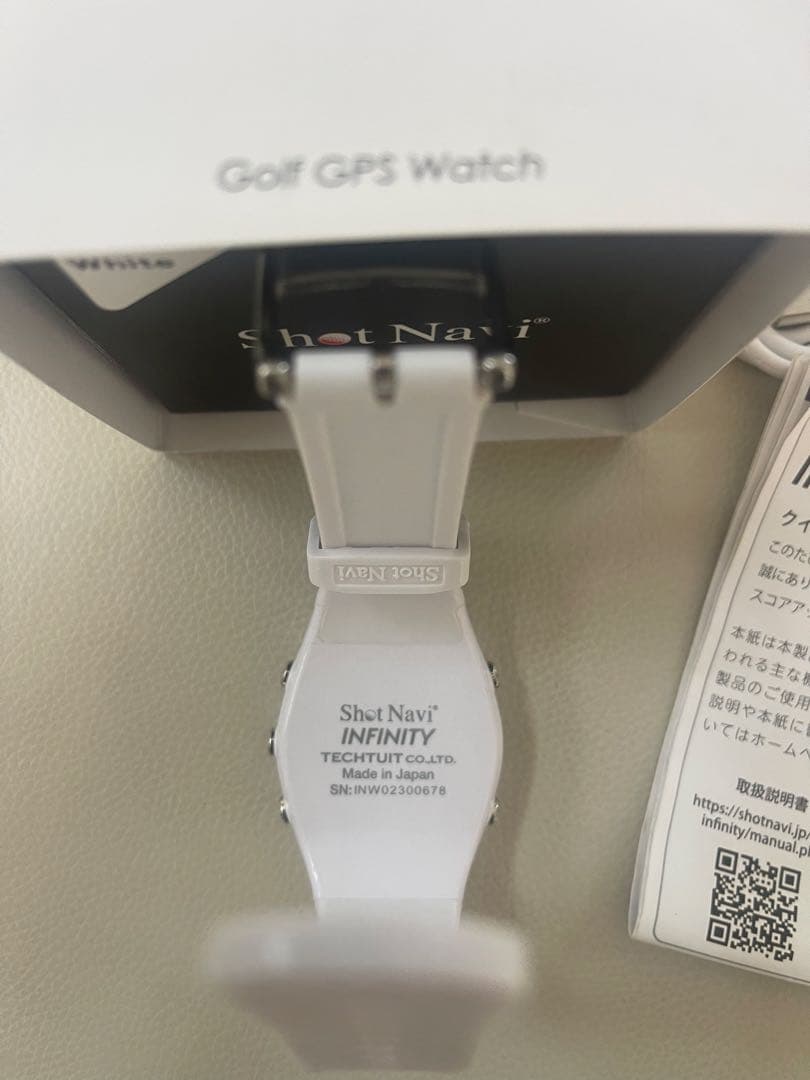 Golf GPS Watch
White
Shot Navi®
Shot Navi
Shot Navi®
INFINITY
TECHTUIT CO.,LTD.
Made in Japan
SN: INW02300678
クイ
このた
誠にあり
スコアア
本紙は本製
われる主な機
製品のご使用
説明や本紙に
いてはホームペ
取扱説明書
https://shotnavi.jp/
infinity/manual.p